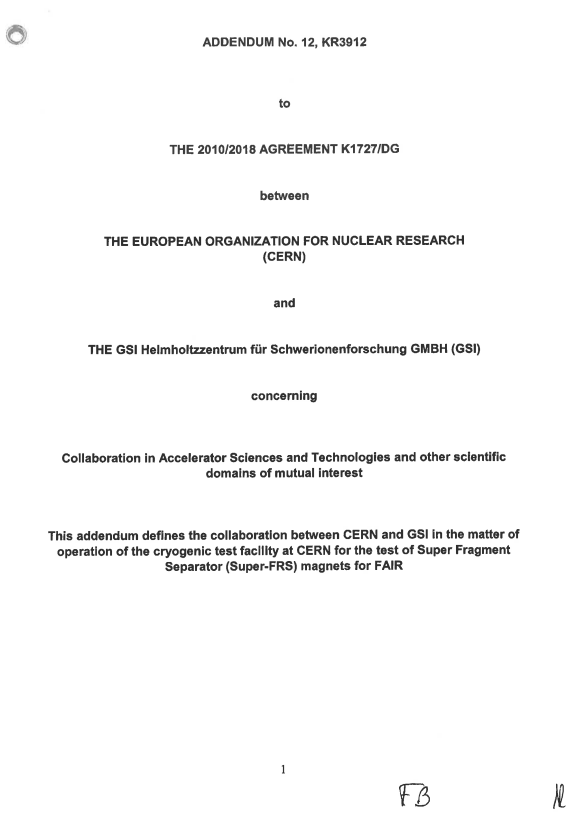 ADDENDUM No. 12, KR3912
to
THE 2010/2018 AGREEMENT K1727/DG
between
THE EUROPEAN ORGANIZATION FOR NUCLEAR RESEARCH
(CERN)
and
THE GSI Helmholtzzentrum für Schwerionenforschung GMBH (GSI)
concerning
Collaboration in Accelerator Sciences and Technologies and other scientific
domains of mutual interest
This addendum defines the collaboration between CERN and GSI in the matter of
operation of the cryogenic test facility at CERN for the test of Super Fragment
Separator (Super-FRS) magnets for FAIR
1
FB